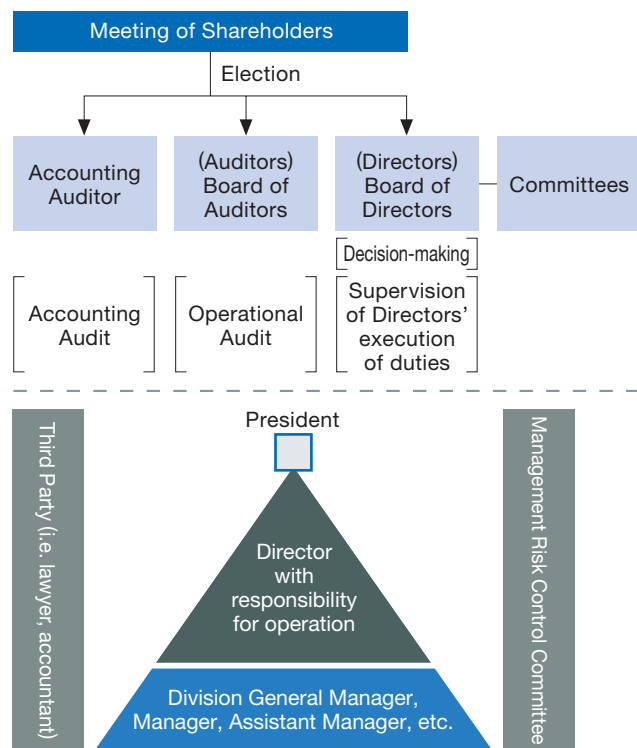 Meeting of Shareholders
Election
Accounting
Auditor
(Auditors)
Board of
Auditors
(Directors)
Board of
Directors
Committees
[Decision-making]
[Accounting
Audit]
[Operational
Audit]
[Supervision
of Directors’
execution
of duties]
President
Third Party (i.e. lawyer, accountant)
Director
with
responsibility
for operation
Division General Manager,
Manager, Assistant Manager, etc.
Management Risk Control Committee